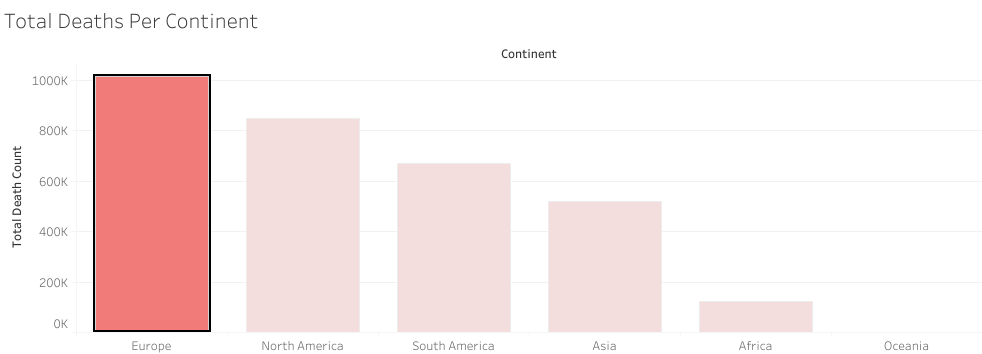 Total Deaths Per Continent
Continent
Total Death Count
1000K
800K
600K
400K
200K
0K
Europe
North America
South America
Asia
Africa
Oceania